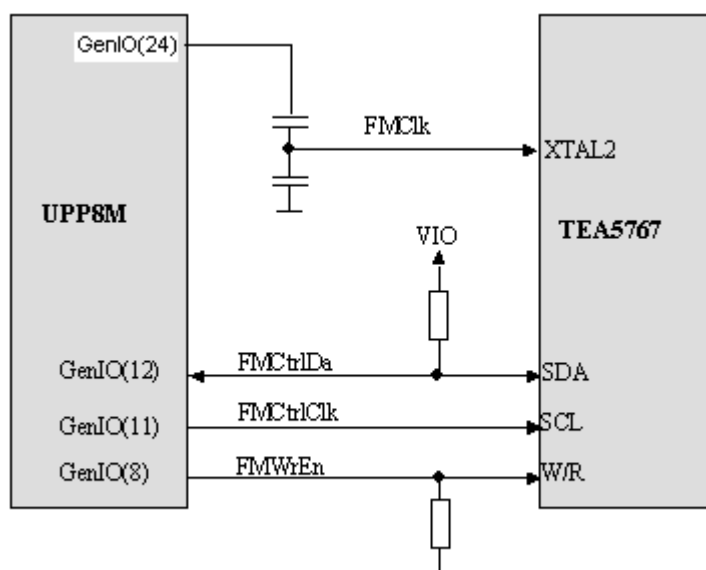 GenIO(24)
FMClk
XTAL2
UPP8M
TEA5767
VIO
GenIO(12)
FMCtrlDa
SDA
GenIO(11)
FMCtrlClk
SCL
GenIO(8)
FMWrEn
W/R